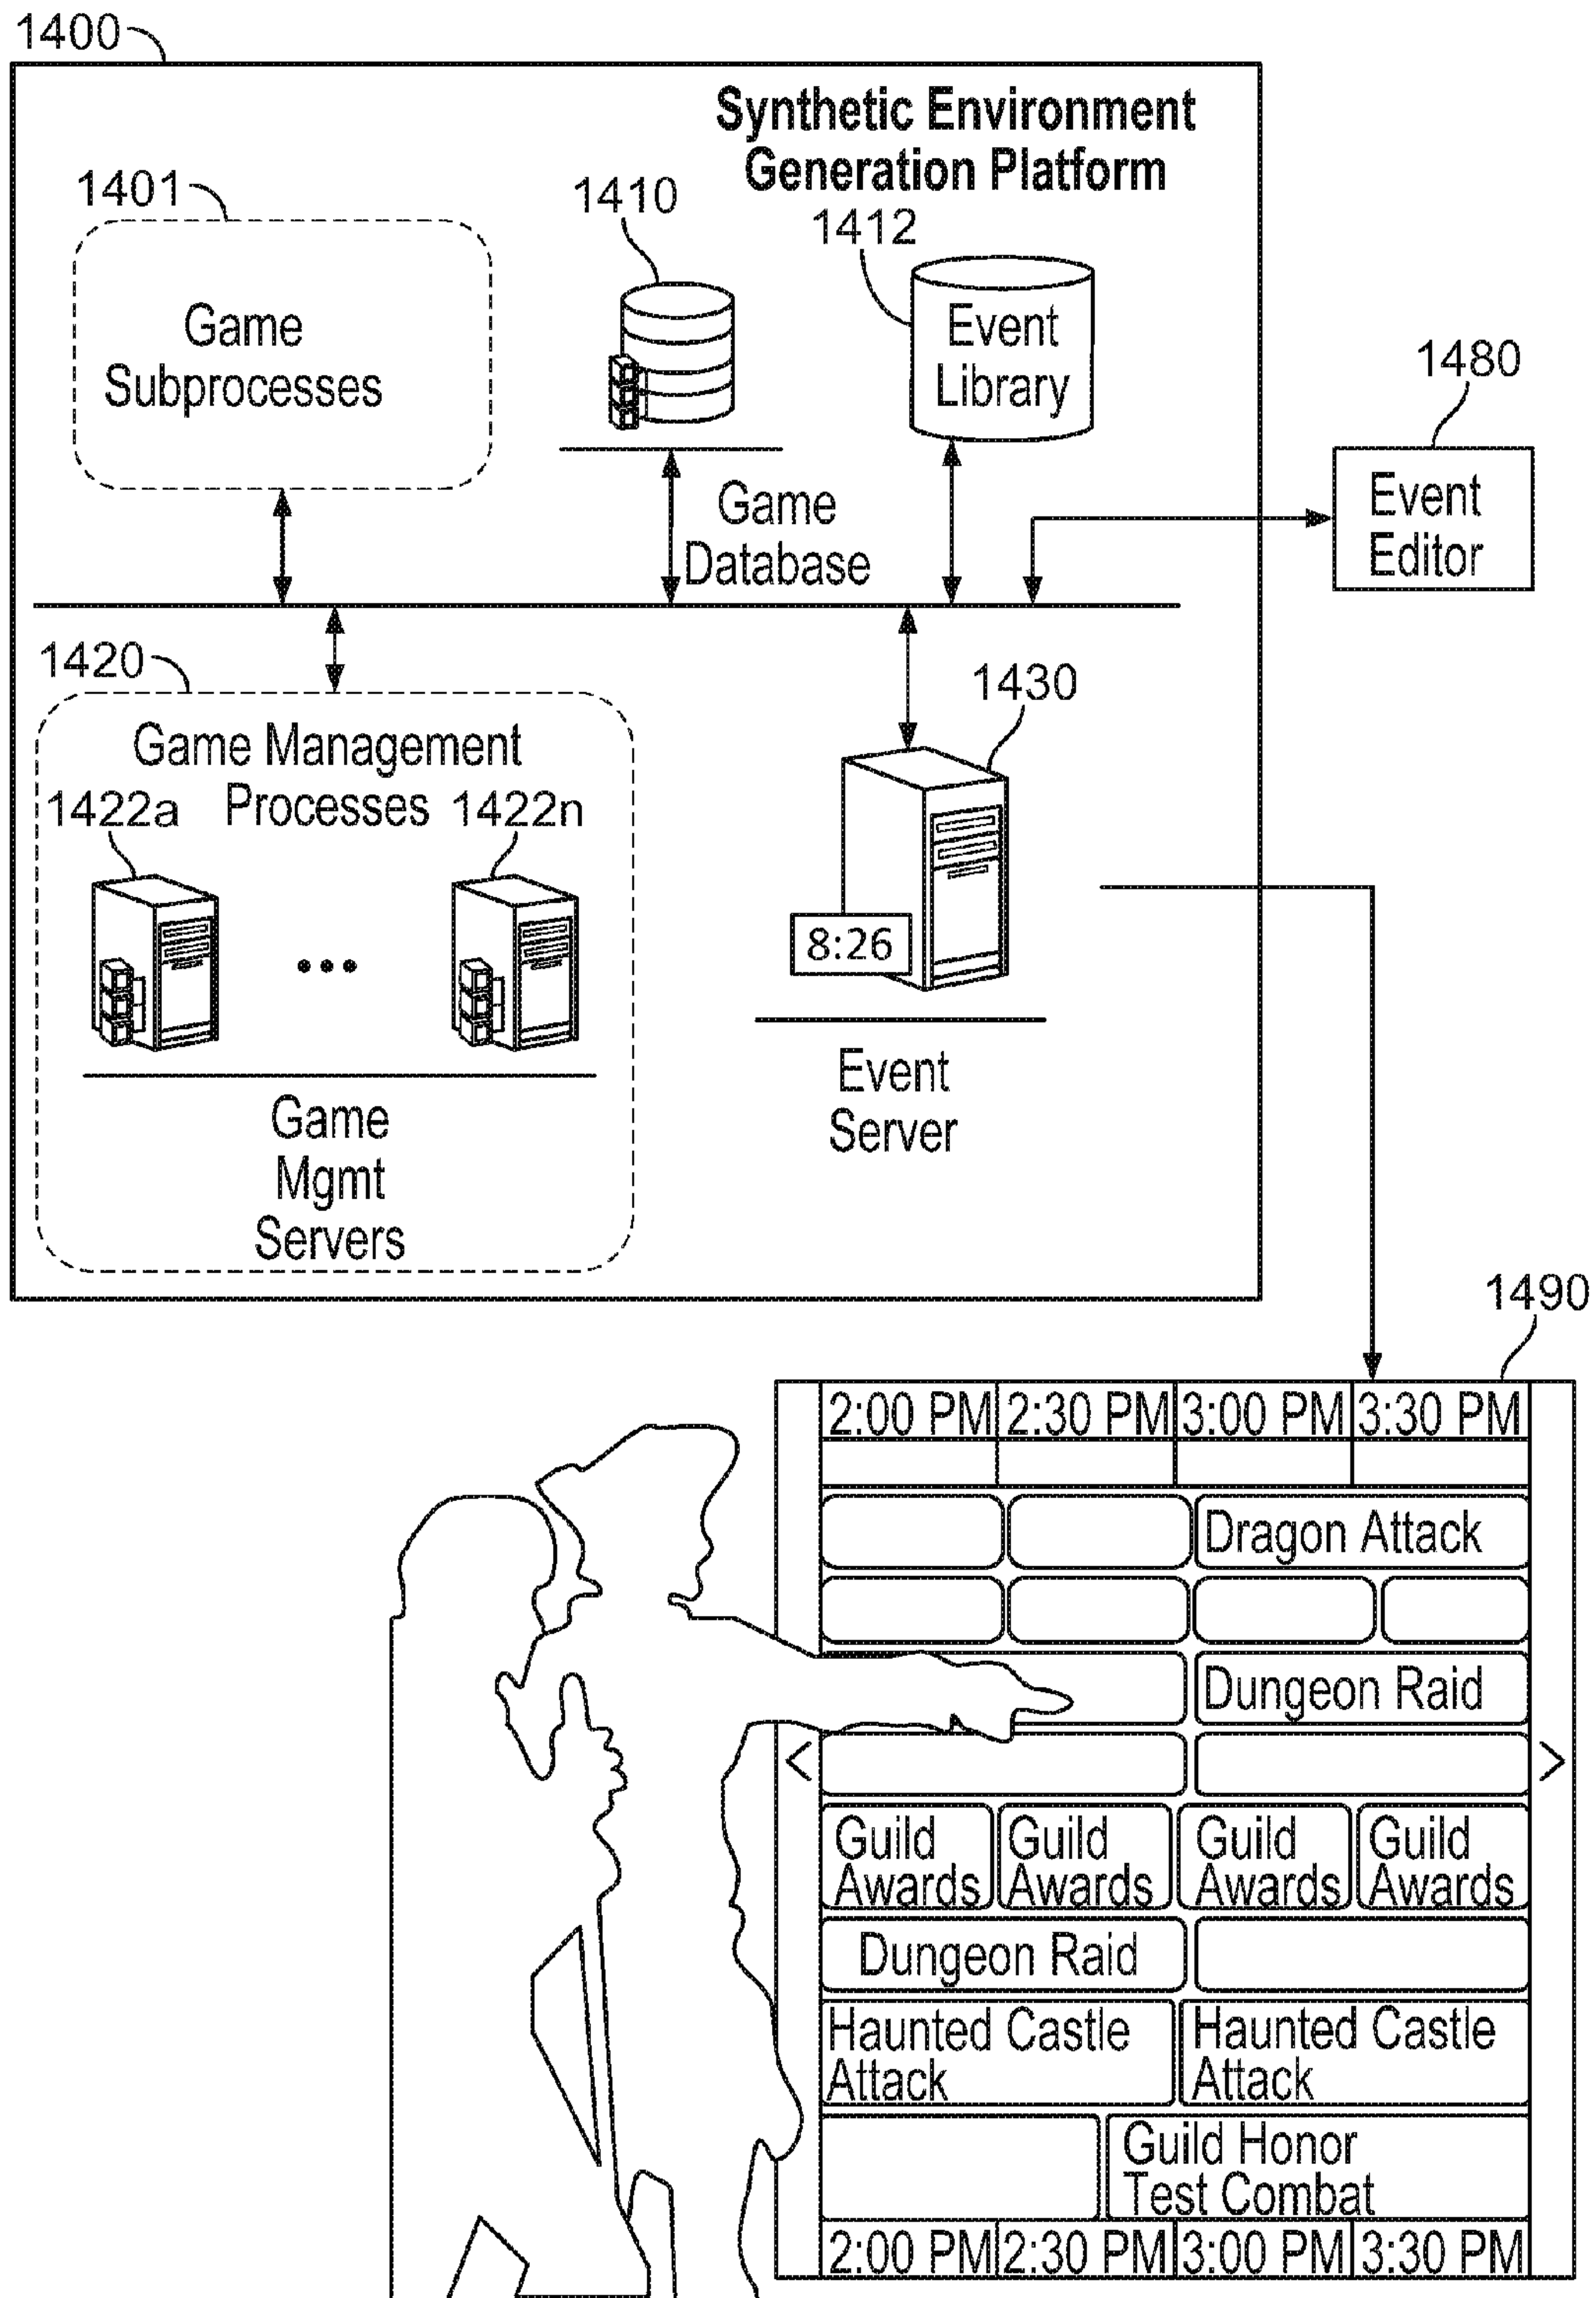 1400
Synthetic Environment
Generation Platform
1401
Game
Subprocesses
1410
Game
Database
1412
Event
Library
1480
Event
Editor
1420
Game Management
Processes
1422a
1422n
Game
Mgmt
Servers
1430
8:26
Event
Server
1490
2:00 PM 2:30 PM 3:00 PM 3:30 PM
Dragon Attack
Dungeon Raid
< >
Guild Guild Guild Guild
Awards Awards Awards Awards
Dungeon Raid
Haunted Castle Haunted Castle
Attack Attack
Guild Honor
Test Combat
2:00 PM 2:30 PM 3:00 PM 3:30 PM